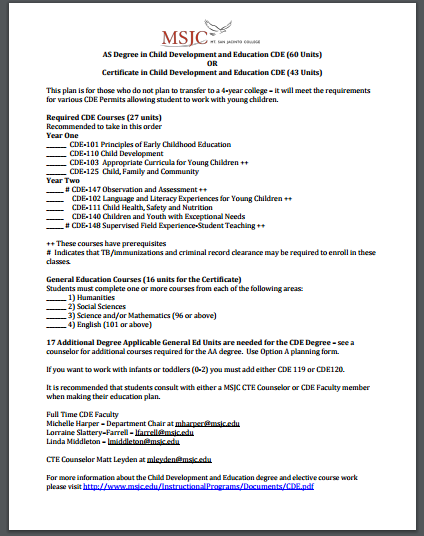 MSJC MT. SAN JACINTO COLLEGE
AS Degree in Child Development and Education CDE (60 Units)
OR
Certificate in Child Development and Education CDE (43 Units)
This plan is for those who do not plan to transfer to a 4-year college – it will meet the requirements
for various CDE Permits allowing student to work with young children.
Required CDE Courses (27 units)
Recommended to take in this order
Year One
______ CDE-101 Principles of Early Childhood Education
______ CDE-110 Child Development
______ CDE-103 Appropriate Curricula for Young Children ++
______ CDE-125 Child, Family and Community
Year Two
______ # CDE-147 Observation and Assessment ++
______ CDE-102 Language and Literacy Experiences for Young Children ++
______ CDE-111 Child Health, Safety and Nutrition
______ CDE-140 Children and Youth with Exceptional Needs
______ # CDE-148 Supervised Field Experience-Student Teaching ++
++ These courses have prerequisites
# Indicates that TB/immunizations and criminal record clearance may be required to enroll in these
classes.
General Education Courses (16 units for the Certificate)
Students must complete one or more courses from each of the following areas:
______ 1) Humanities
______ 2) Social Sciences
______ 3) Science and/or Mathematics (96 or above)
______ 4) English (101 or above)
17 Additional Degree Applicable General Ed Units are needed for the CDE Degree – see a
counselor for additional courses required for the AA degree. Use Option A planning form.
If you want to work with infants or toddlers (0-2) you must add either CDE 119 or CDE120.
It is recommended that students consult with either a MSJC CTE Counselor or CDE Faculty member
when making their education plan.
Full Time CDE Faculty
Michelle Harper – Department Chair at mharper@msjc.edu
Lorraine Slattery-Farrell – lfarrell@msjc.edu
Linda Middleton – lmiddleton@msjc.edu
CTE Counselor Matt Leyden at mleyden@msjc.edu
For more information about the Child Development and Education degree and elective course work
please visit http://www.msjc.edu/InstructionalPrograms/Documents/CDE.pdf